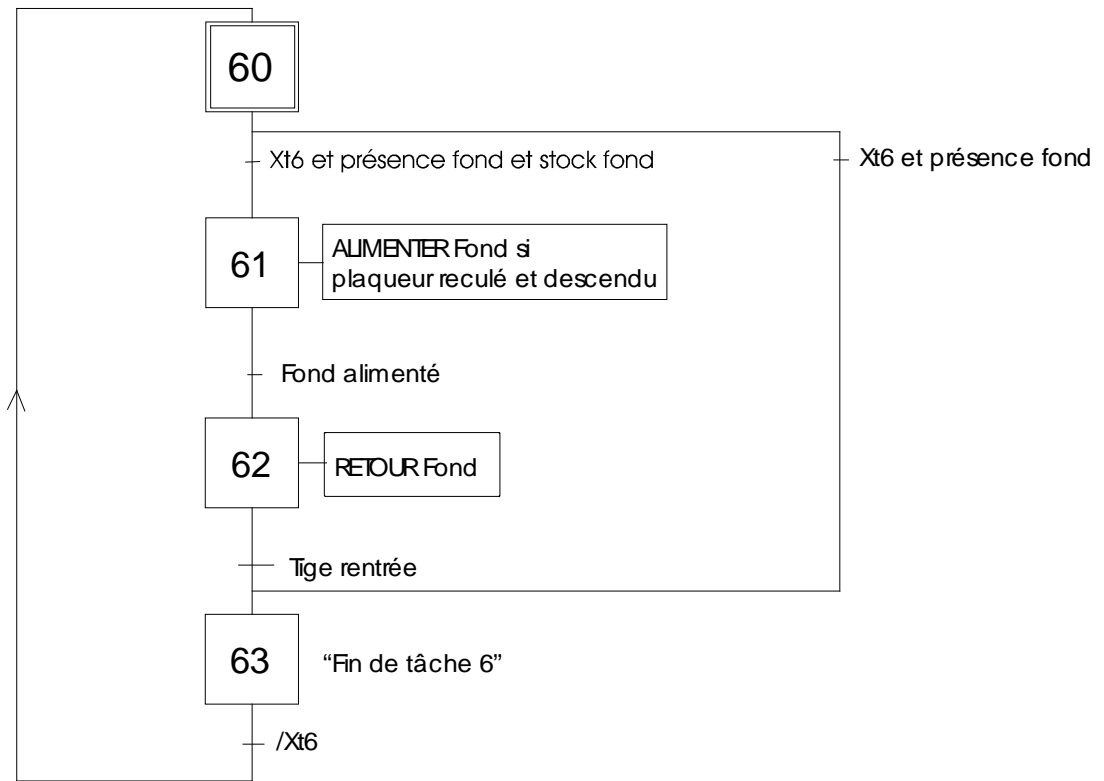 60
Xt6 et présence fond et stock fond
Xt6 et présence fond
61
ALIMENTER Fond si
plaqueur reculé et descendu
Fond alimenté
62
RETOUR Fond
Tige rentrée
63
“Fin de tâche 6”
/Xt6